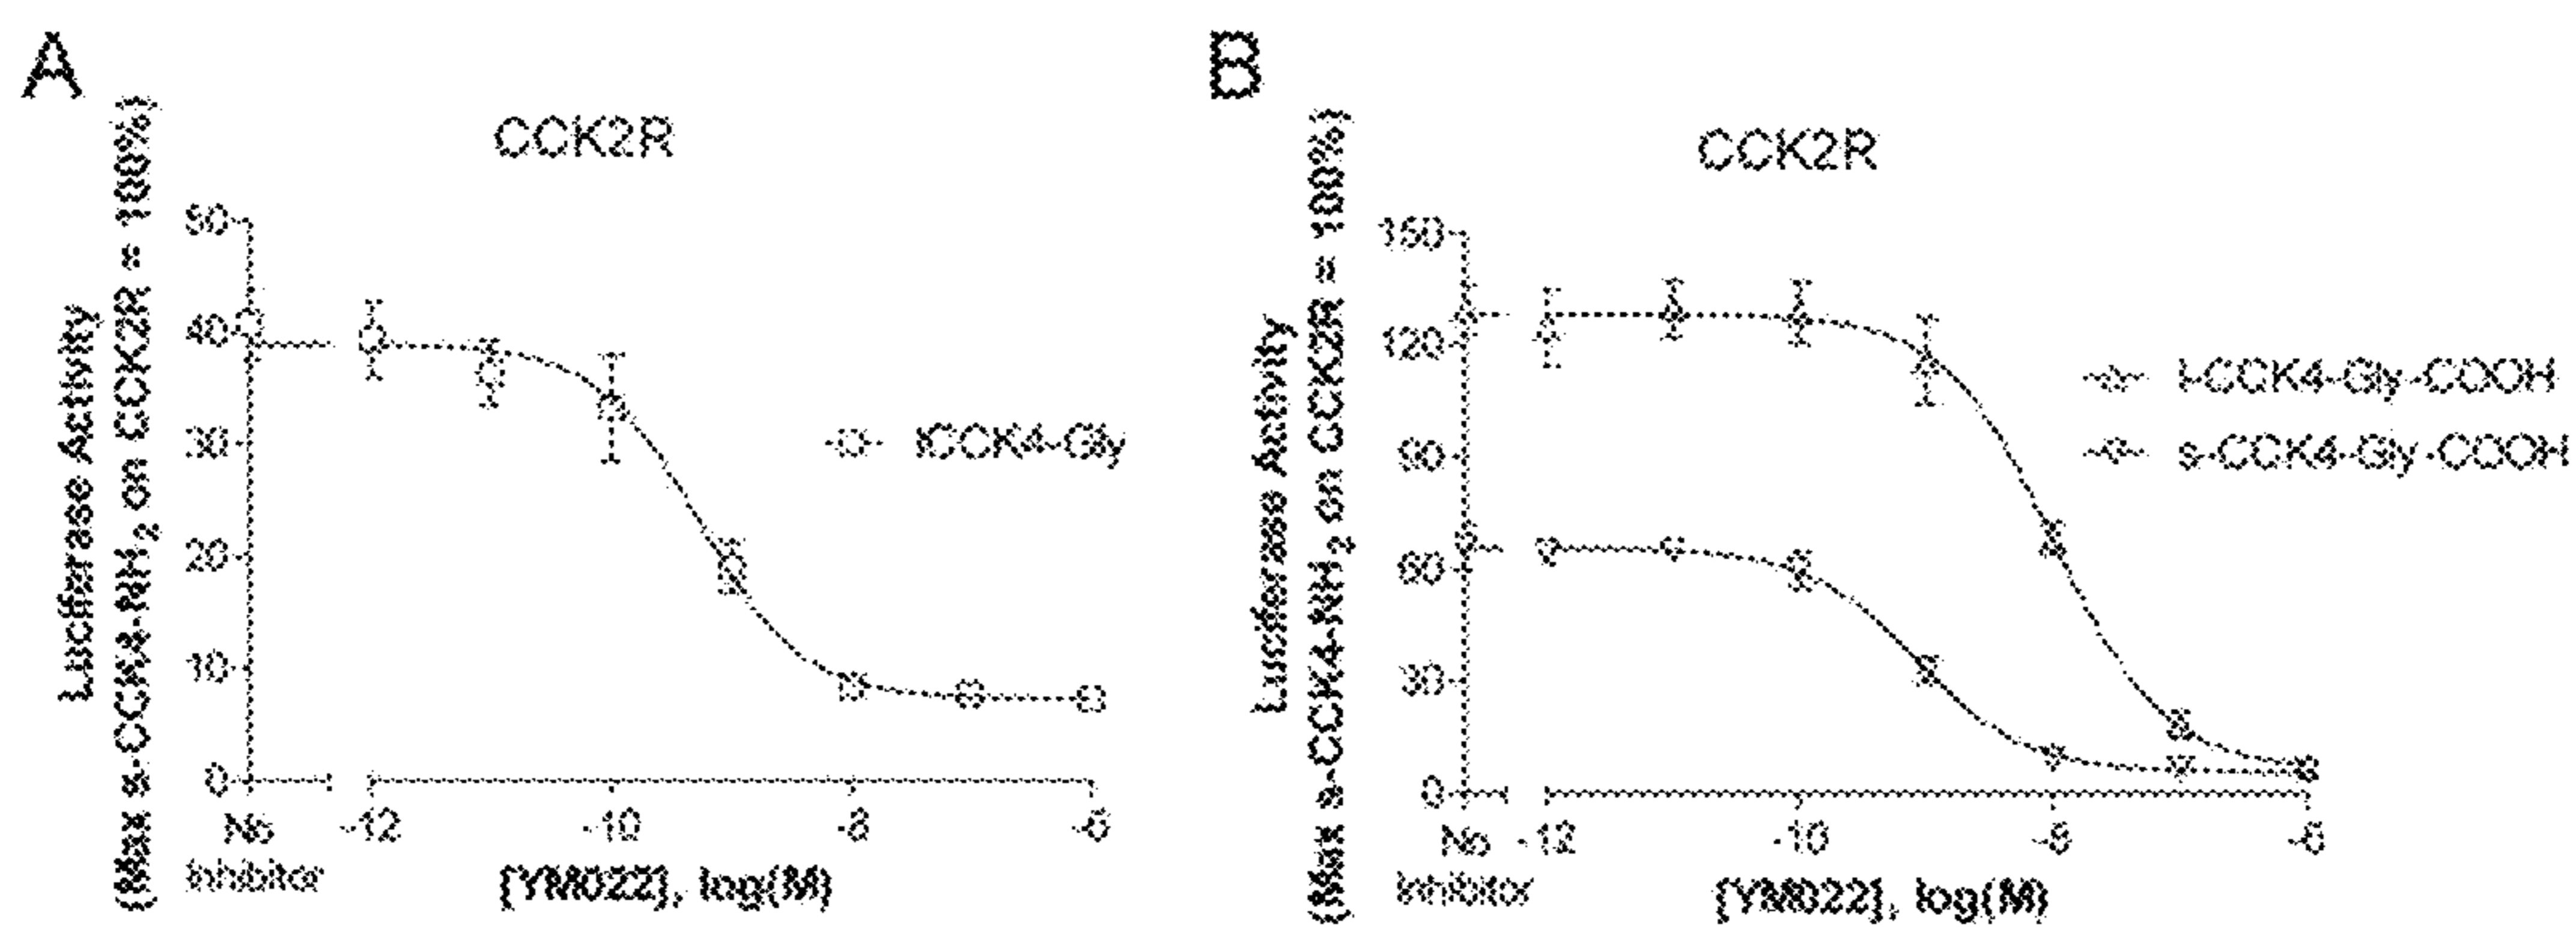 A
CCK2R
Luciferase Activity
(Max s-CCK4-NH2 on CCK2R = 100%)
50
40
30
20
10
0
No
Inhibitor
-12
-10
-8
-6
[YM022], log(M)
tCCK4-Gly
B
CCK2R
Luciferase Activity
(Max s-CCK4-NH2 on CCK2R = 100%)
150
120
90
60
30
0
No
Inhibitor
-12
-10
-8
-6
[YM022], log(M)
t-CCK4-Gly-COOH
s-CCK4-Gly-COOH